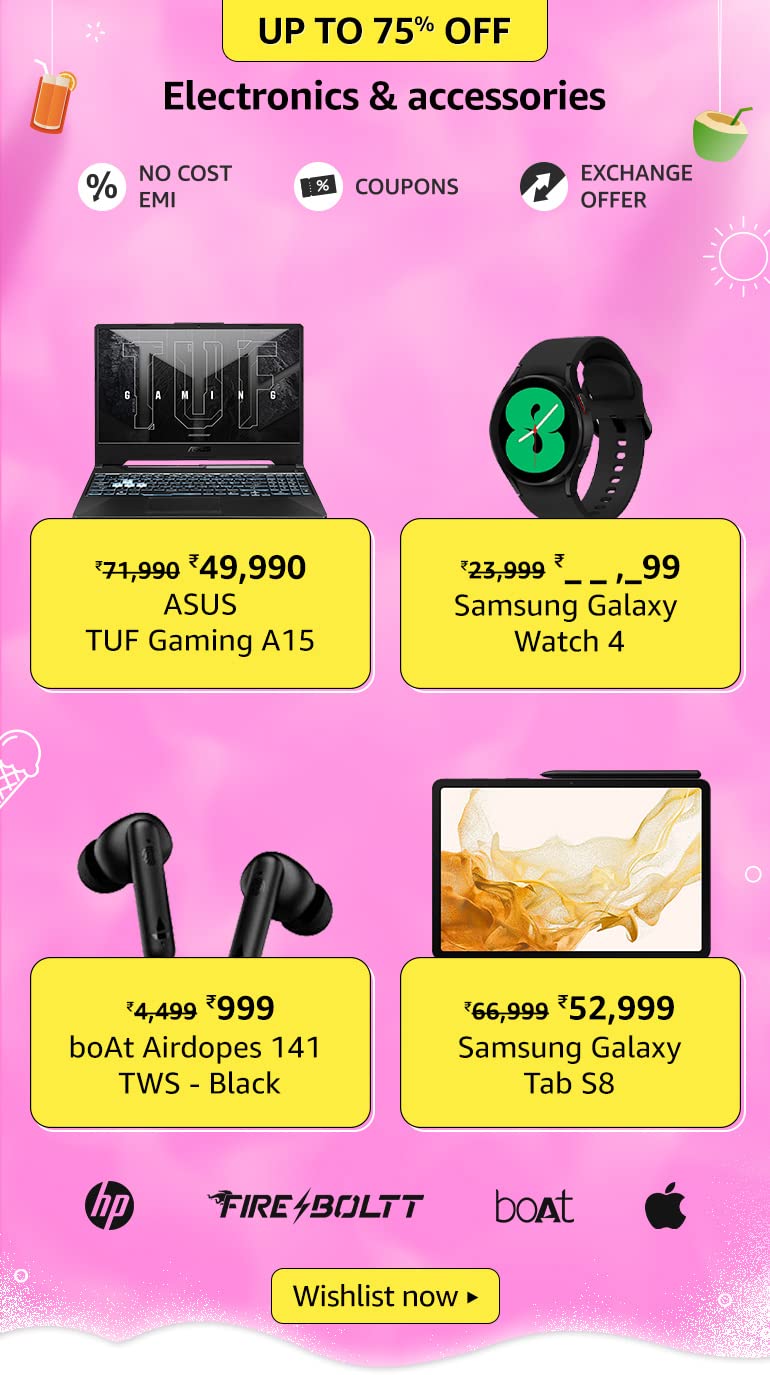 UP TO 75% OFF
Electronics & accessories
NO COST
EMI
COUPONS
EXCHANGE
OFFER
TUF
GAMING
ASUS
₹71,990 ₹49,990
ASUS
TUF Gaming A15
₹23,999 ₹_ _ ,_99
Samsung Galaxy
Watch 4
₹4,499 ₹999
boAt Airdopes 141
TWS - Black
₹66,999 ₹52,999
Samsung Galaxy
Tab S8
hp
FIRE BOLTT
boAt
Wishlist now ▸